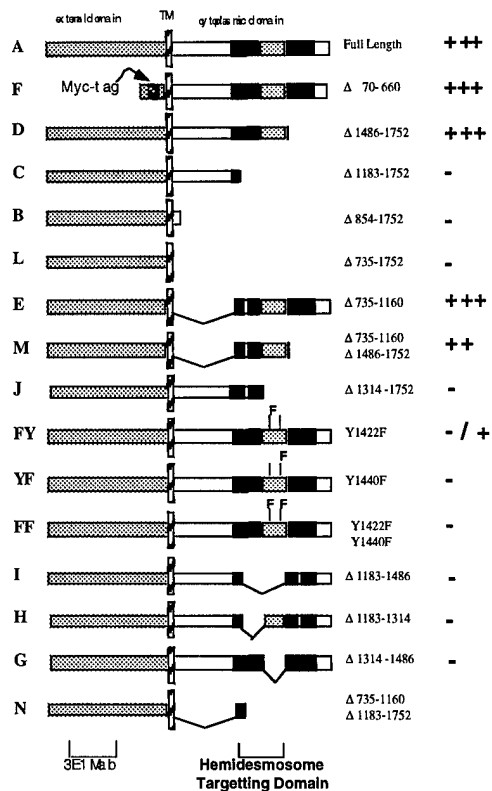 external domain TM cytoplasmic domain
A Full Length +++
Myc-tag
F Δ 70-660 +++
D Δ 1486-1752 +++
C Δ 1183-1752 -
B Δ 854-1752 -
L Δ 735-1752 -
E Δ 735-1160 +++
M Δ 735-1160 ++
Δ 1486-1752
J Δ 1314-1752 -
F
FY Y1422F - / +
F
YF Y1440F -
F F
FF Y1422F -
Y1440F
I Δ 1183-1486 -
H Δ 1183-1314 -
G Δ 1314-1486 -
N Δ 735-1160 -
Δ 1183-1752
3E1 Mab
Hemidesmosome
Targetting Domain